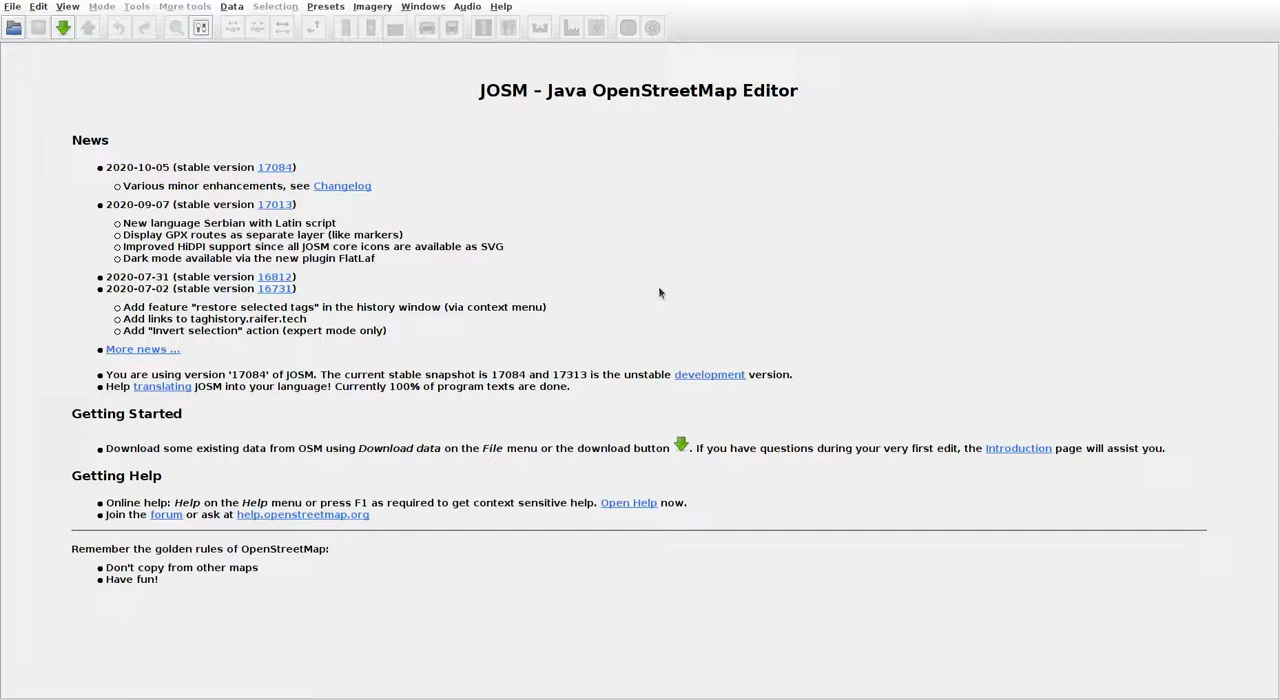 File Edit View Mode Tools More tools Data Selection Presets Imagery Windows Audio Help
JOSM – Java OpenStreetMap Editor
News
2020-10-05 (stable version 17084)
Various minor enhancements, see Changelog
2020-09-07 (stable version 17013)
New language Serbian with Latin script
Display GPX routes as separate layer (like markers)
Improved HiDPI support since all JOSM core icons are available as SVG
Dark mode available via the new plugin FlatLaf
2020-07-31 (stable version 16812)
2020-07-02 (stable version 16731)
Add feature "restore selected tags" in the history window (via context menu)
Add links to taghistory.raifer.tech
Add "Invert selection" action (expert mode only)
More news ...
You are using version '17084' of JOSM. The current stable snapshot is 17084 and 17313 is the unstable development version.
Help translating JOSM into your language! Currently 100% of program texts are done.
Getting Started
Download some existing data from OSM using Download data on the File menu or the download button . If you have questions during your very first edit, the Introduction page will assist you.
Getting Help
Online help: Help on the Help menu or press F1 as required to get context sensitive help. Open Help now.
Join the forum or ask at help.openstreetmap.org
Remember the golden rules of OpenStreetMap:
Don't copy from other maps
Have fun!